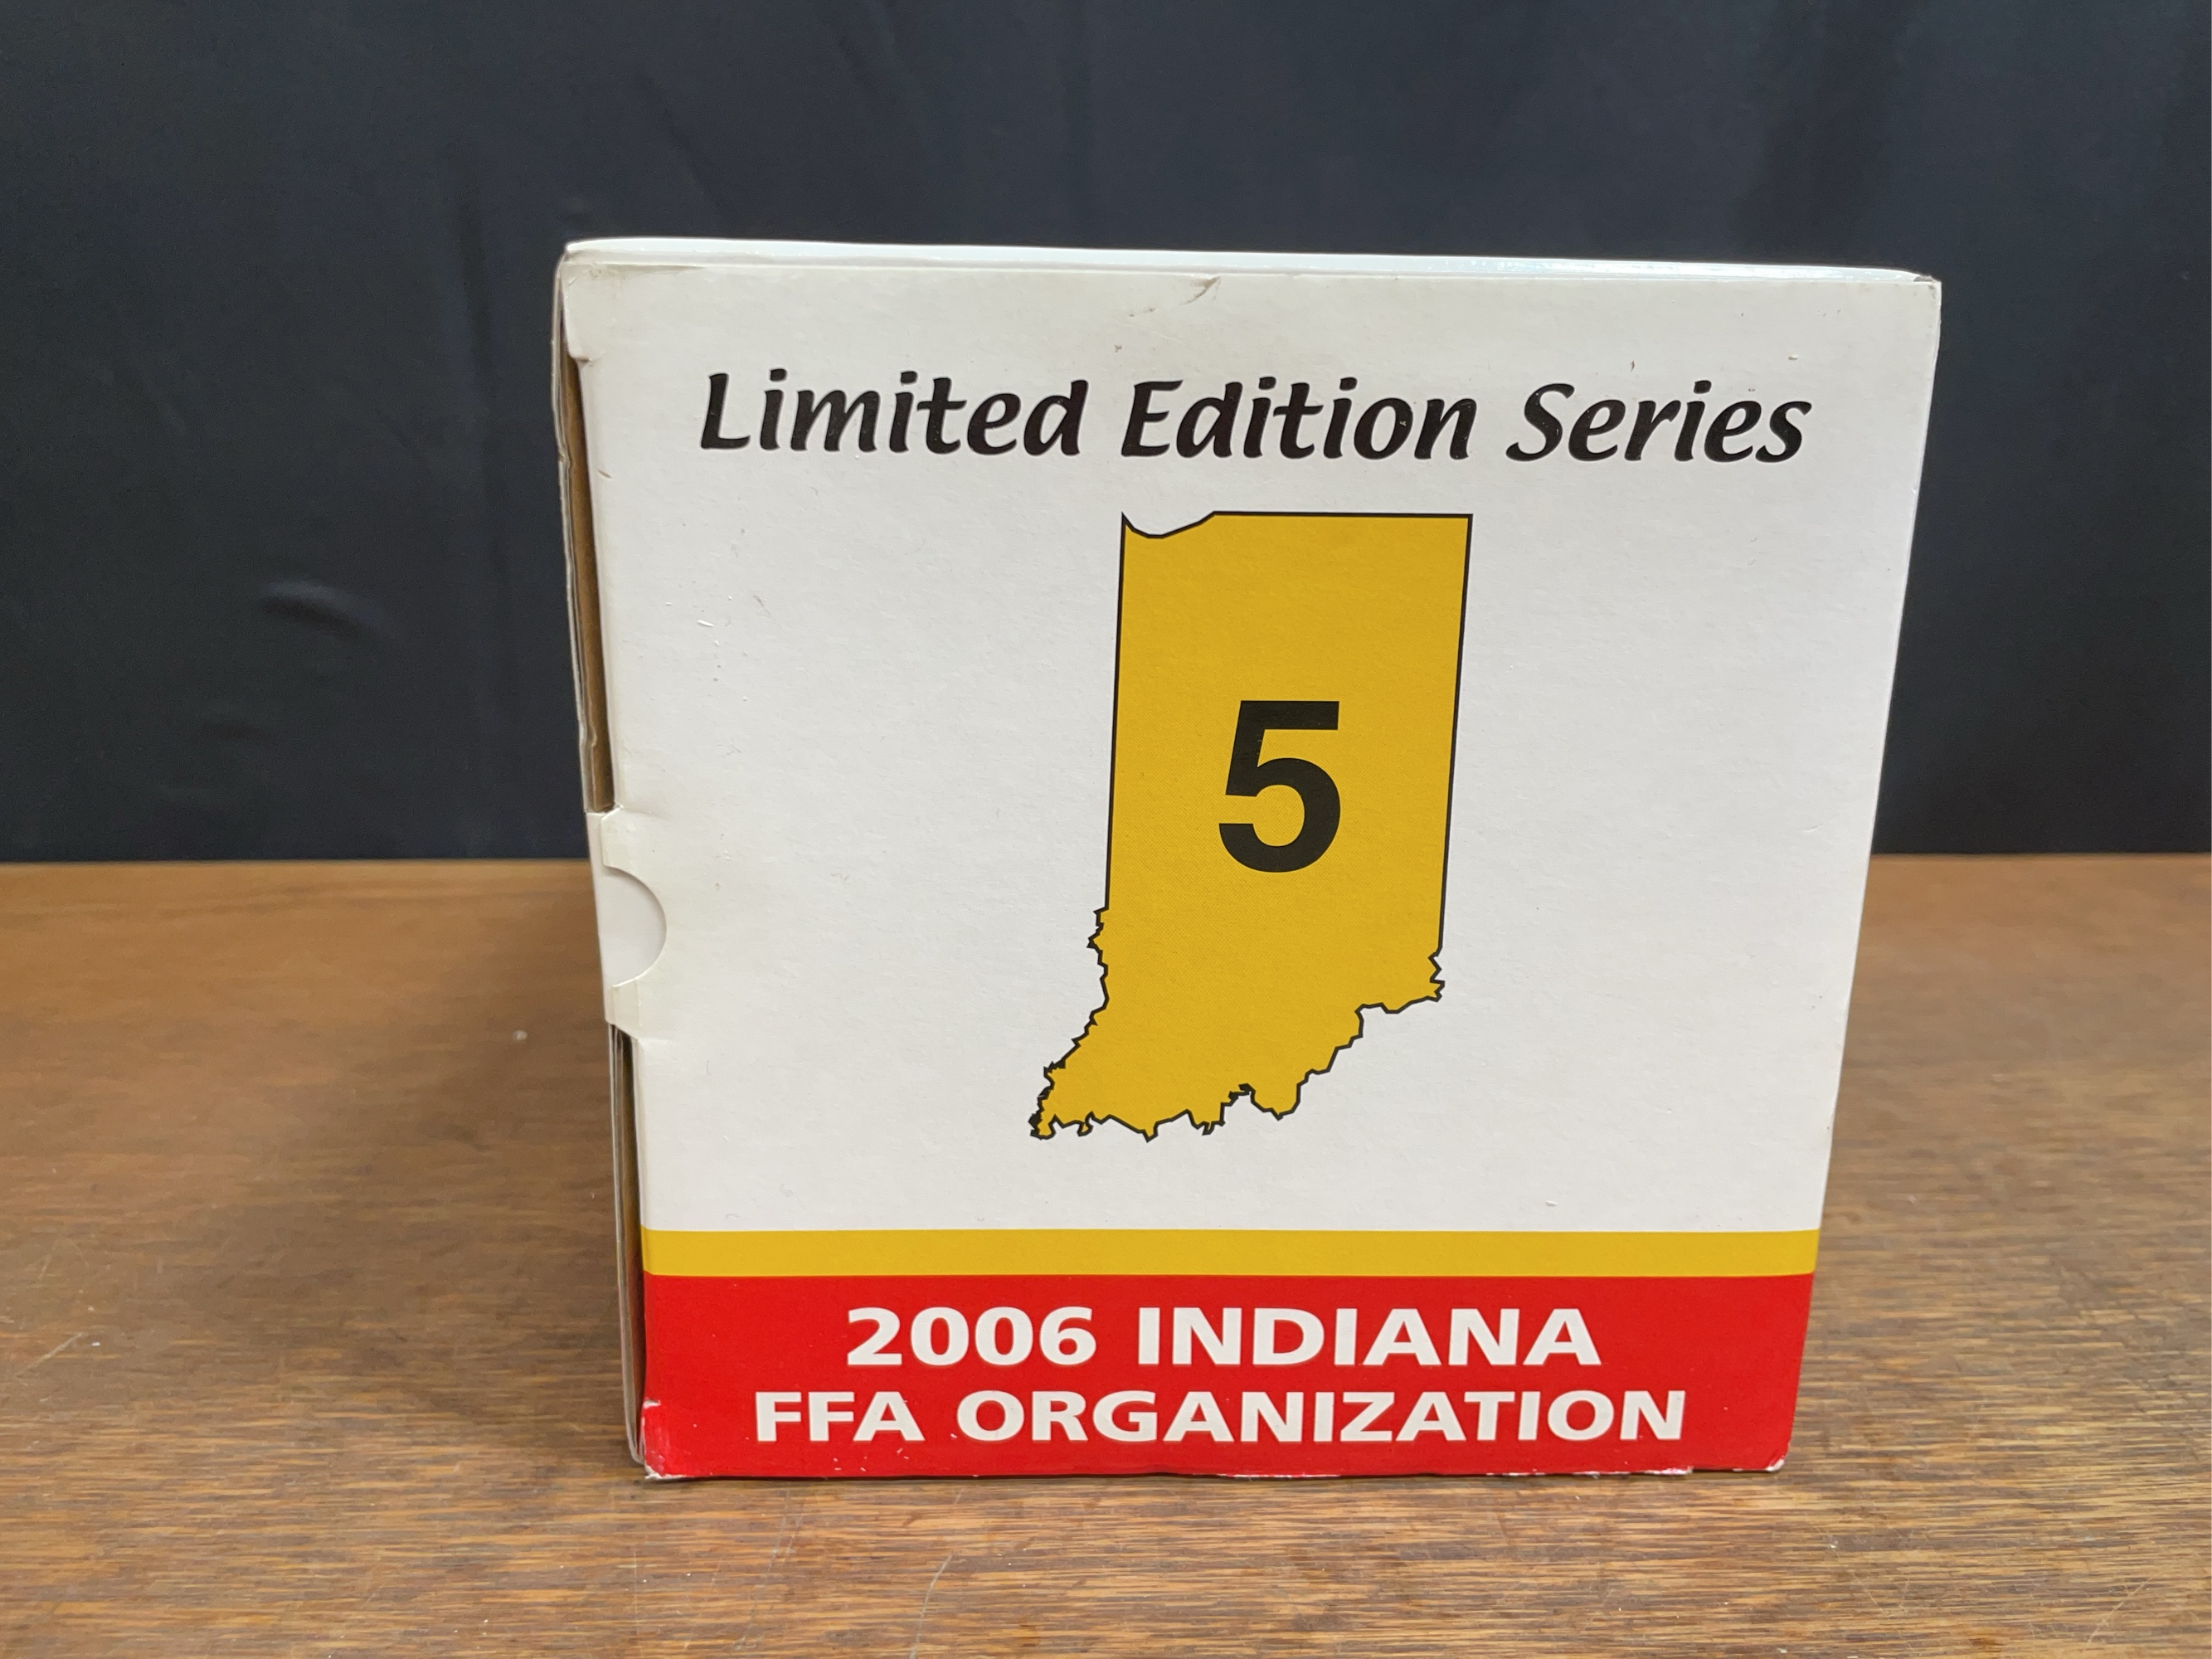 Limited Edition Series
5
2006 INDIANA
FFA ORGANIZATION